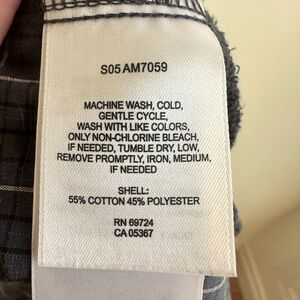 S05 AM7059
MACHINE WASH, COLD,
GENTLE CYCLE,
WASH WITH LIKE COLORS,
ONLY NON-CHLORINE BLEACH,
IF NEEDED, TUMBLE DRY, LOW,
REMOVE PROMPTLY, IRON, MEDIUM,
IF NEEDED
SHELL:
55% COTTON 45% POLYESTER
RN 69724
CA 05367